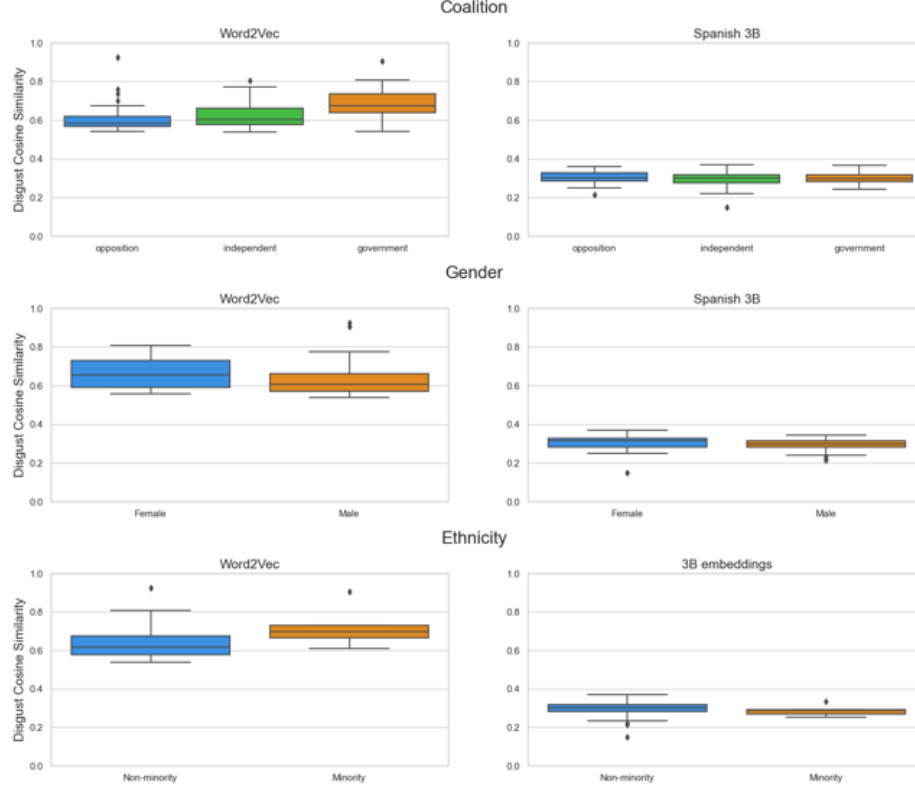 Coalition
Word2Vec
Spanish 3B
Disgust Cosine Similarity
1.0
0.8
0.6
0.4
0.2
0.0
opposition
independent
government
1.0
0.8
0.6
0.4
0.2
0.0
opposition
independent
government
Gender
Word2Vec
Spanish 3B
Disgust Cosine Similarity
1.0
0.8
0.6
0.4
0.2
0.0
Female
Male
1.0
0.8
0.6
0.4
0.2
0.0
Female
Male
Ethnicity
Word2Vec
3B embeddings
Disgust Cosine Similarity
1.0
0.8
0.6
0.4
0.2
0.0
Non-minority
Minority
1.0
0.8
0.6
0.4
0.2
0.0
Non-minority
Minority